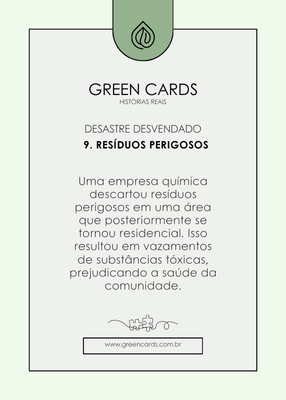 GREEN CARDS
HISTÓRIAS REAIS
DESASTRE DESVENDADO
9. RESÍDUOS PERIGOSOS
Uma empresa química
descartou resíduos
perigosos em uma área
que posteriormente se
tornou residencial. Isso
resultou em vazamentos
de substâncias tóxicas,
prejudicando a saúde da
comunidade.
www.greencards.com.br